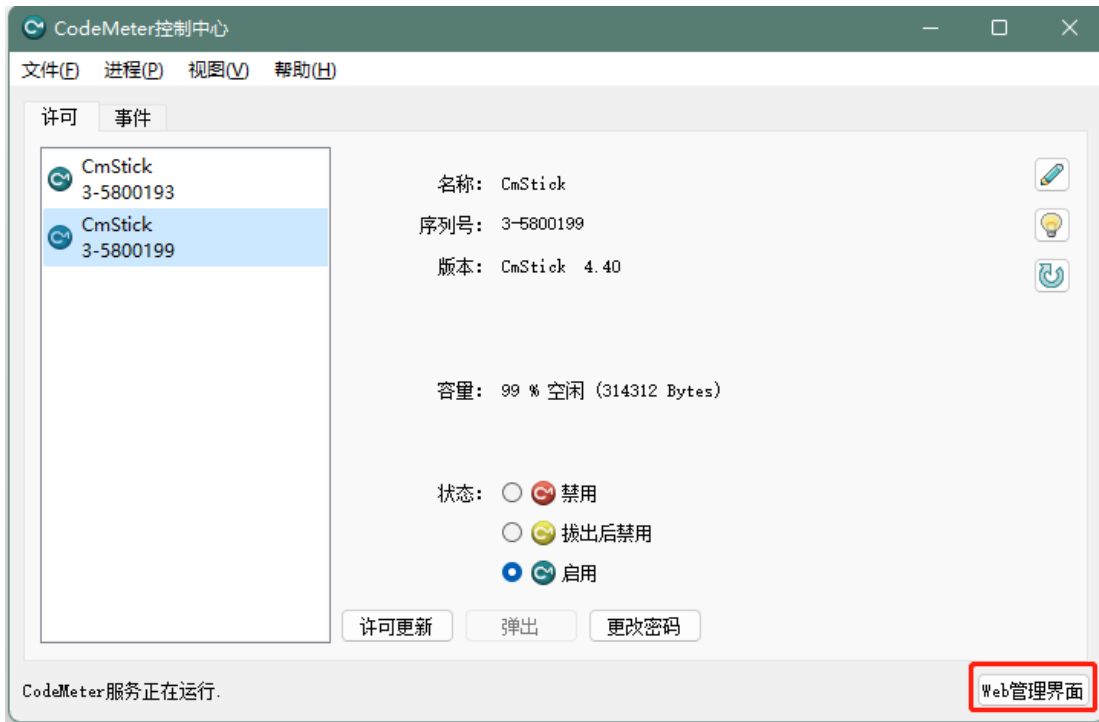 CodeMeter控制中心
文件(F) 进程(P) 视图(V) 帮助(H)
许可 事件
CmStick
3-5800193
CmStick
3-5800199
名称: CmStick
序列号: 3-5800199
版本: CmStick 4.40
容量: 99 % 空闲 (314312 Bytes)
状态: 禁用
拔出后禁用
启用
许可更新 弹出 更改密码
CodeMeter服务正在运行.
Web管理界面